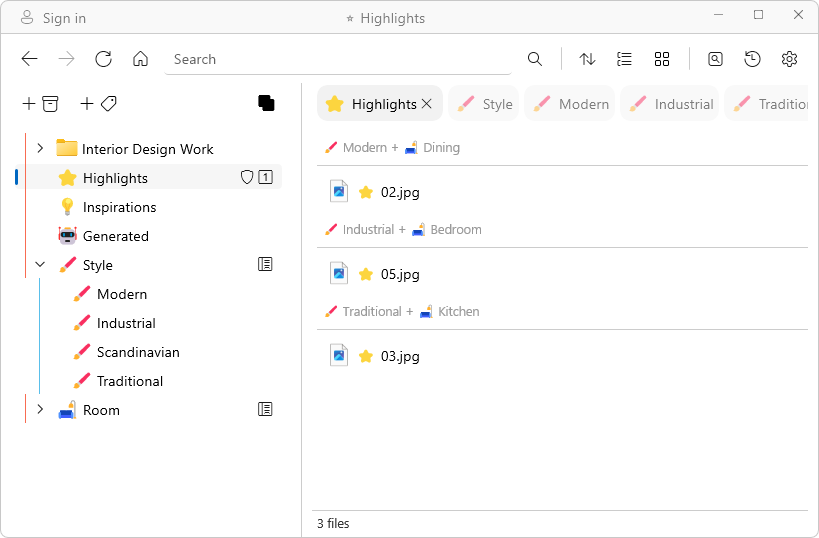 Sign in
Highlights
Search
Highlights
Style
Modern
Industrial
Tradition
Interior Design Work
Highlights
1
Inspirations
Generated
Style
Modern
Industrial
Scandinavian
Traditional
Room
Modern + Dining
02.jpg
Industrial + Bedroom
05.jpg
Traditional + Kitchen
03.jpg
3 files